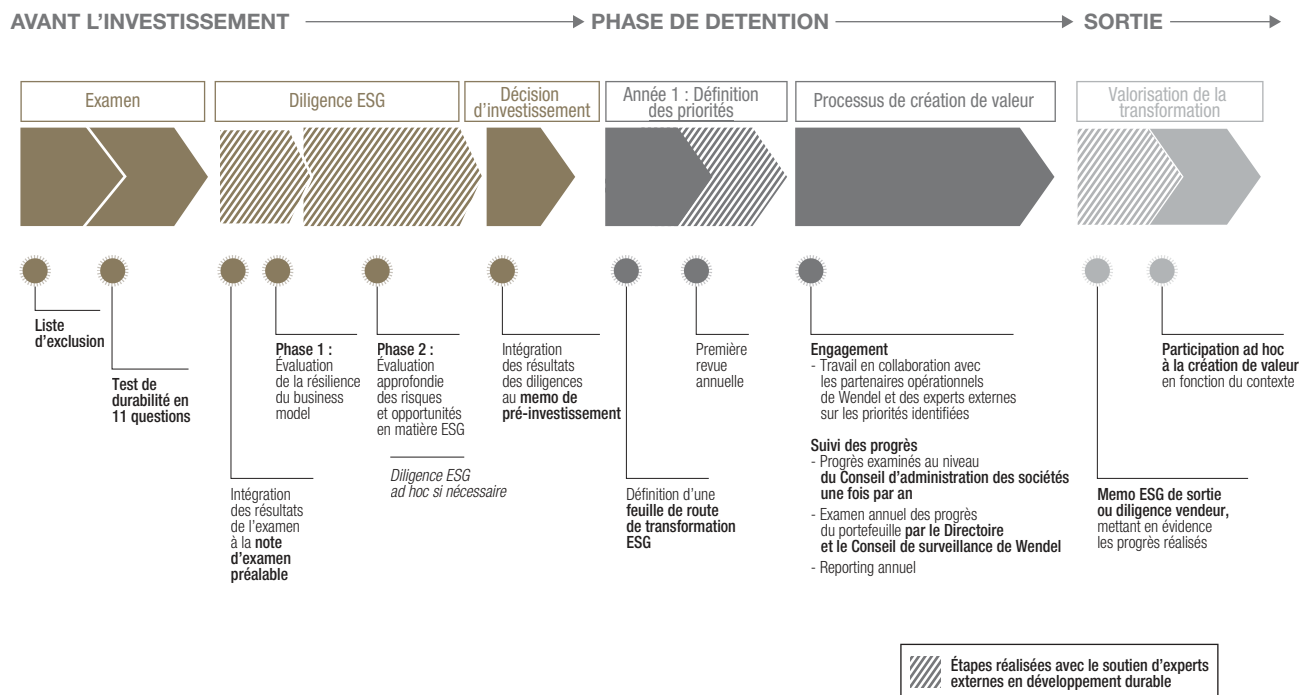 AVANT L'INVESTISSEMENT
PHASE DE DETENTION
SORTIE
Examen
Diligence ESG
Décision
d'investissement
Année 1 : Définition
des priorités
Processus de création de valeur
Valorisation de la
transformation
Liste
d'exclusion
Test de
durabilité en
11 questions
Intégration
des résultats
de l'examen
à la note
d'examen
préalable
Phase 1 :
Évaluation
de la résilience
du business
model
Phase 2 :
Évaluation
approfondie
des risques
et opportunités
en matière ESG
Diligence ESG
ad hoc si nécessaire
Intégration
des résultats
des diligences
au memo de
pré-investissement
Définition d'une
feuille de route
de transformation
ESG
Première
revue
annuelle
Engagement
- Travail en collaboration avec
les partenaires opérationnels
de Wendel et des experts externes
sur les priorités identifiées
Suivi des progrès
- Progrès examinés au niveau
du Conseil d'administration des sociétés
une fois par an
- Examen annuel des progrès
du portefeuille par le Directoire
et le Conseil de surveillance de Wendel
- Reporting annuel
Memo ESG de sortie
ou diligence vendeur,
mettant en évidence
les progrès réalisés
Participation ad hoc
à la création de valeur
en fonction du contexte
Étapes réalisées avec le soutien d'experts
externes en développement durable